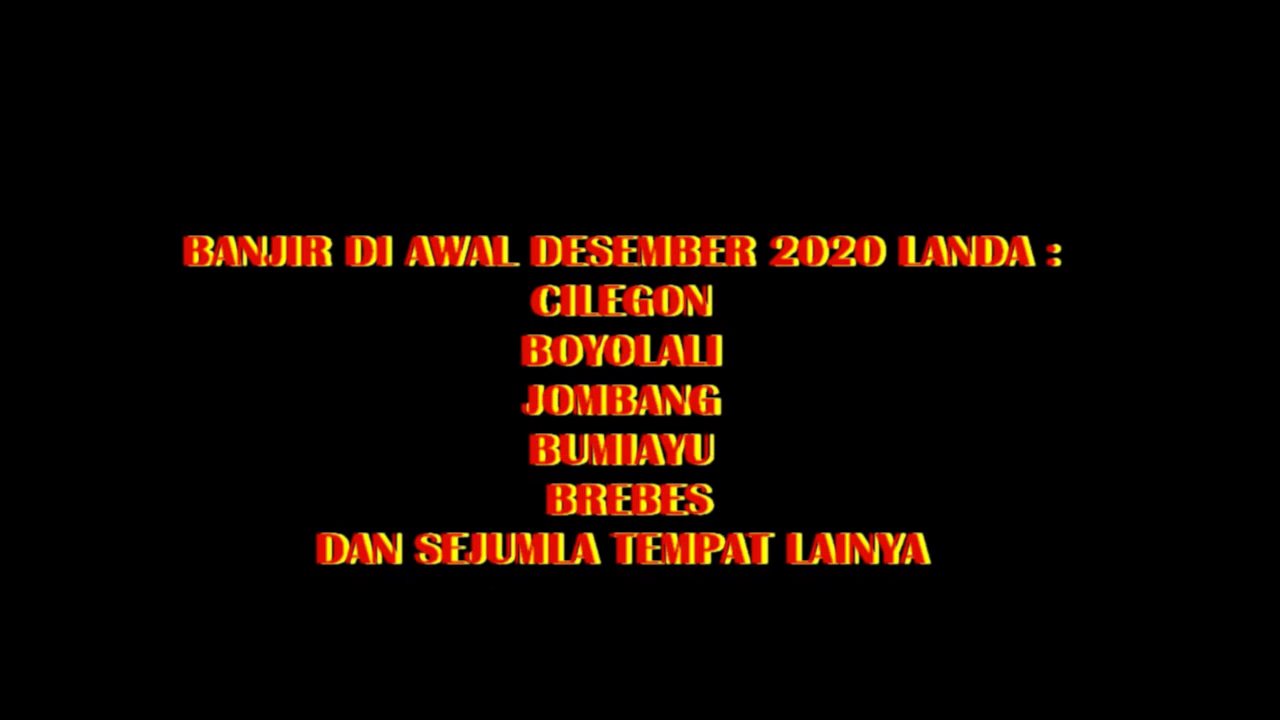 BANJIR DI AWAL DESEMBER 2020 LANDA :
CILEGON
BOYOLALI
JOMBANG
BUMIAYU
BREBES
DAN SEJUMLA TEMPAT LAINYA